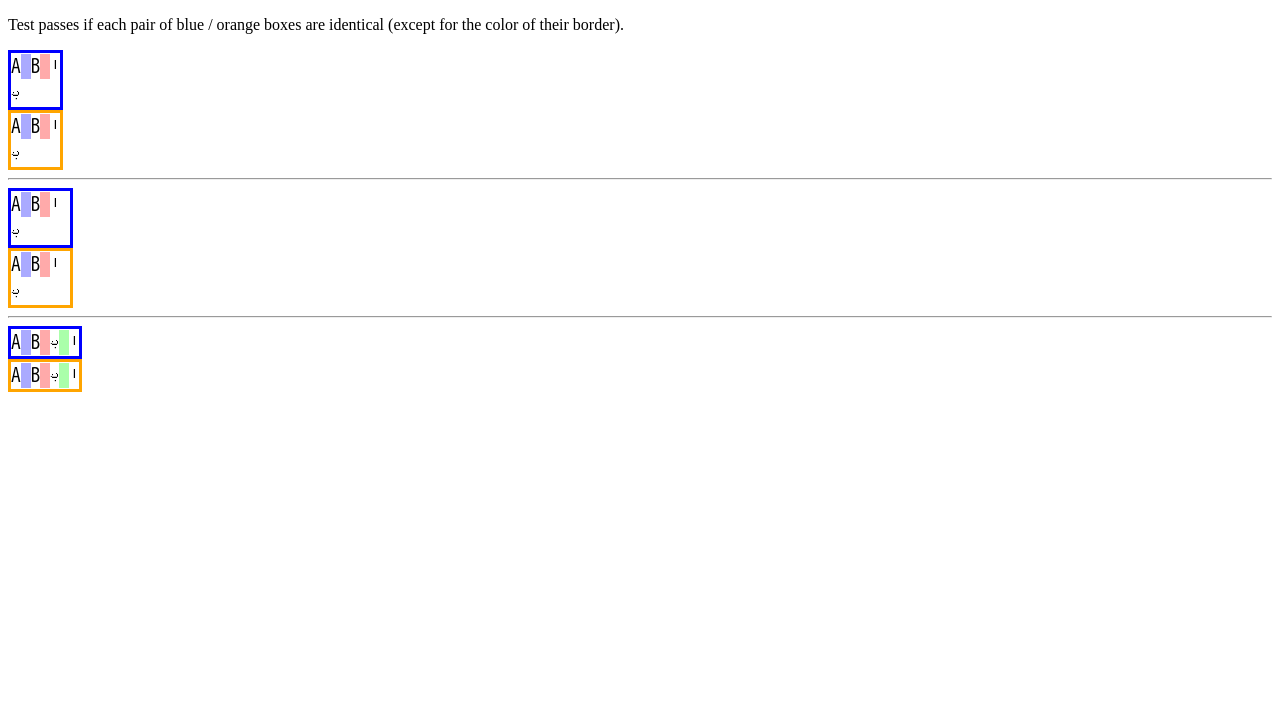 Test passes if each pair of blue / orange boxes are identical (except for the color of their border).
A B ا
ب
A B ا
ب
A B ا
ب
A B ا
ب
A B ا ب
A B ا ب